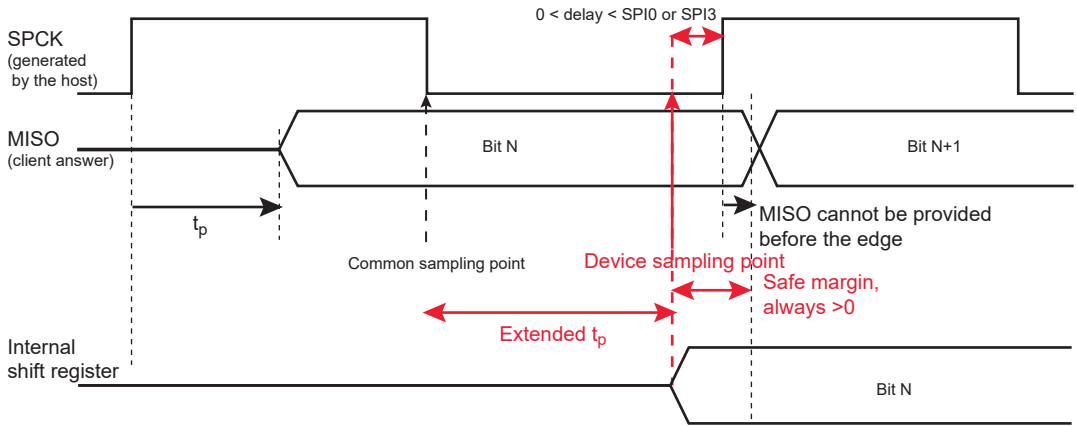 0 < delay < SPI0 or SPI3
SPCK
(generated
by the host)
MISO
(client answer)
Bit N
Bit N+1
tp
MISO cannot be provided
before the edge
Common sampling point
Device sampling point
Safe margin,
always >0
Extended tp
Internal
shift register
Bit N